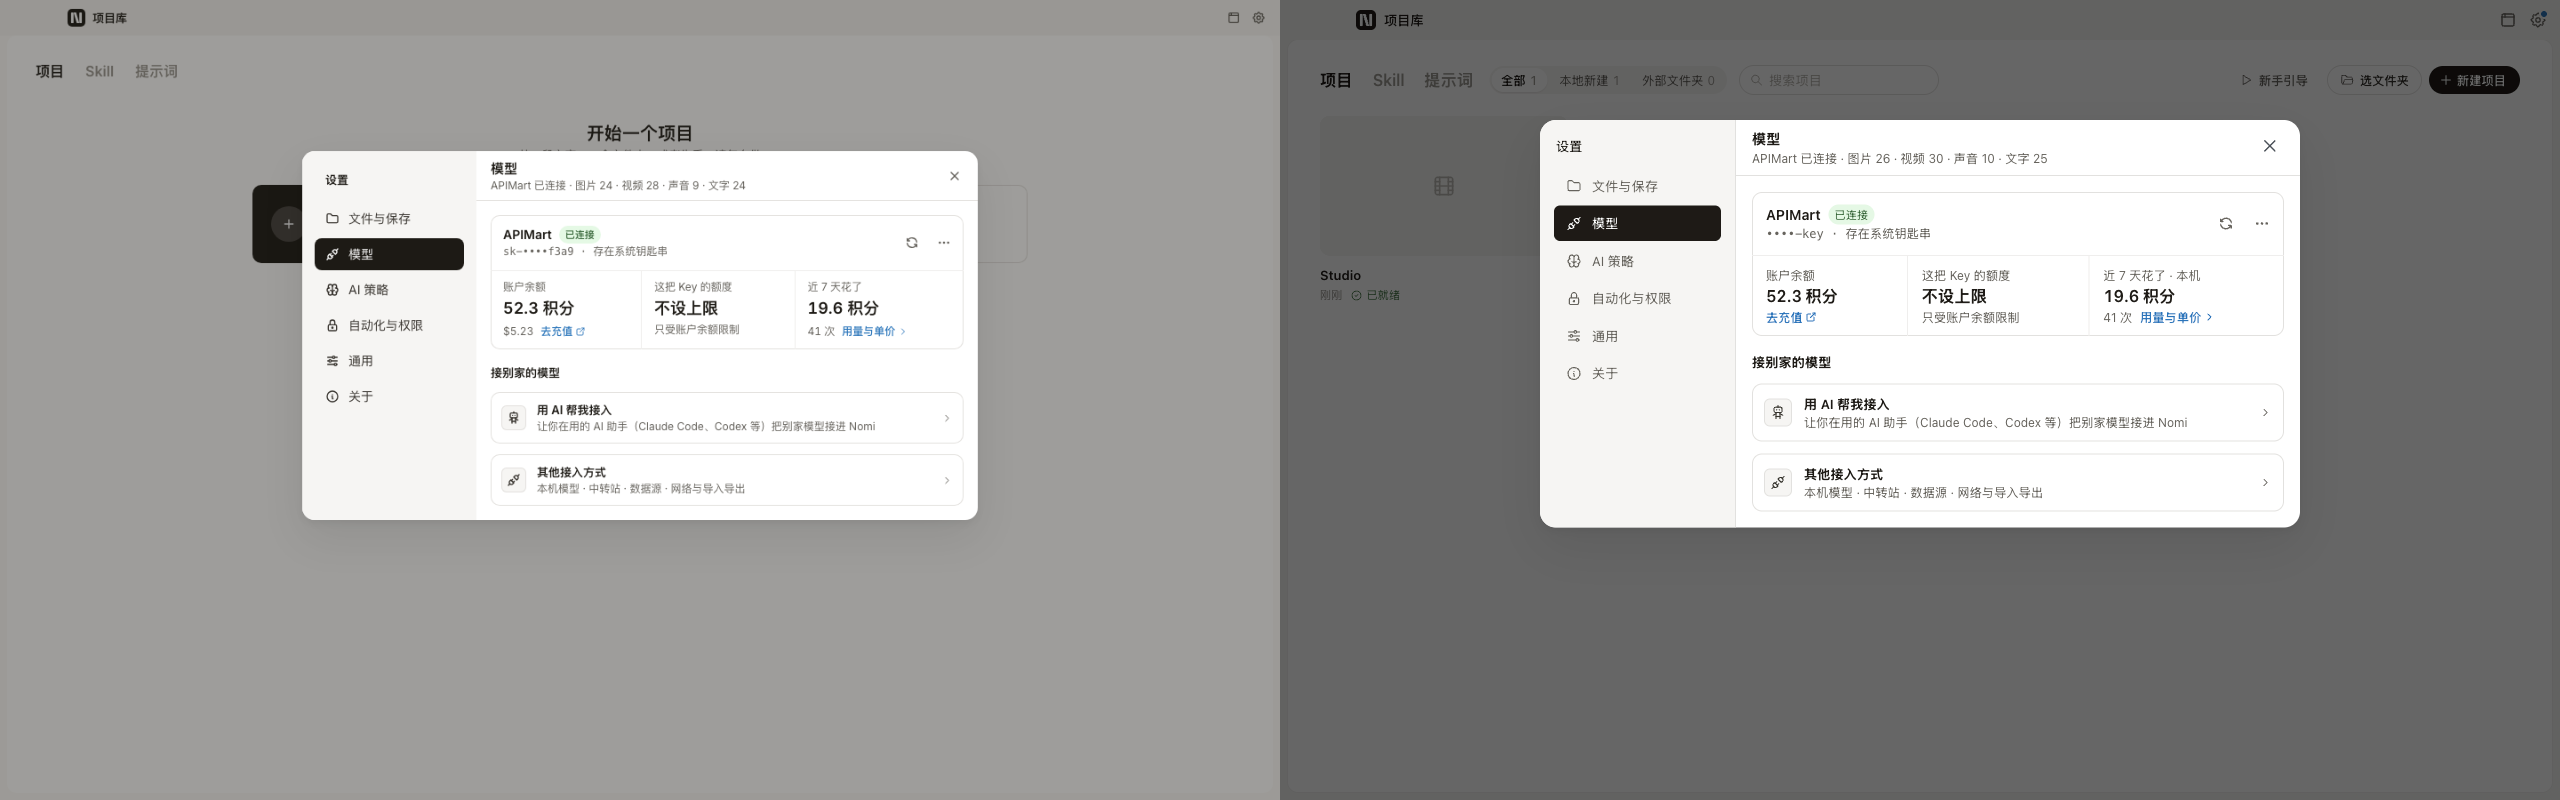 项目库
项目
Skill
提示词
开始一个项目
设置
文件与保存
模型
AI 策略
自动化与权限
通用
关于
模型
APIMart 已连接 · 图片 24 · 视频 28 · 声音 9 · 文字 24
APIMart 已连接
sk-••••f3a9 · 存在系统钥匙串
账户余额
52.3 积分
$5.23 去充值
这把 Key 的额度
不设上限
只受账户余额限制
近 7 天花了
19.6 积分
41 次 用量与单价
接别家的模型
用 AI 帮我接入
让你在用的 AI 助手（Claude Code、Codex 等）把别家模型接进 Nomi
其他接入方式
本机模型 · 中转站 · 数据源 · 网络与导入导出
项目库
项目
Skill
提示词
全部 1
本地新建 1
外部文件夹 0
搜索项目
新手引导
选文件夹
新建项目
Studio
刚刚 已就绪
设置
文件与保存
模型
AI 策略
自动化与权限
通用
关于
模型
APIMart 已连接 · 图片 26 · 视频 30 · 声音 10 · 文字 25
APIMart 已连接
••••-key · 存在系统钥匙串
账户余额
52.3 积分
去充值
这把 Key 的额度
不设上限
只受账户余额限制
近 7 天花了 · 本机
19.6 积分
41 次 用量与单价
接别家的模型
用 AI 帮我接入
让你在用的 AI 助手（Claude Code、Codex 等）把别家模型接进 Nomi
其他接入方式
本机模型 · 中转站 · 数据源 · 网络与导入导出